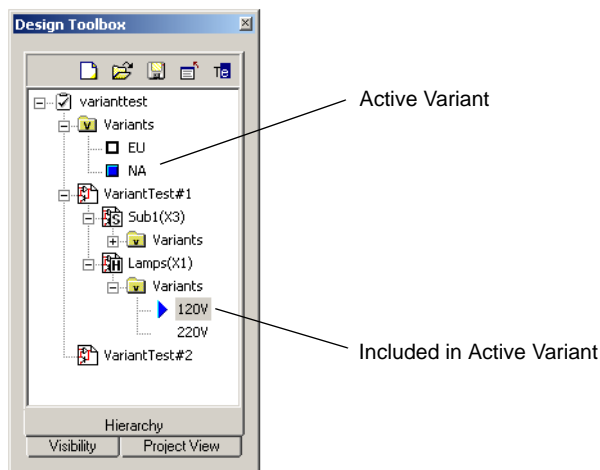 Design Toolbox
varianttest
Active Variant
Variants
EU
NA
VariantTest#1
Sub1(X3)
Variants
Lamps(X1)
Variants
120V
220V
Included in Active Variant
VariantTest#2
Hierarchy
Visibility Project View